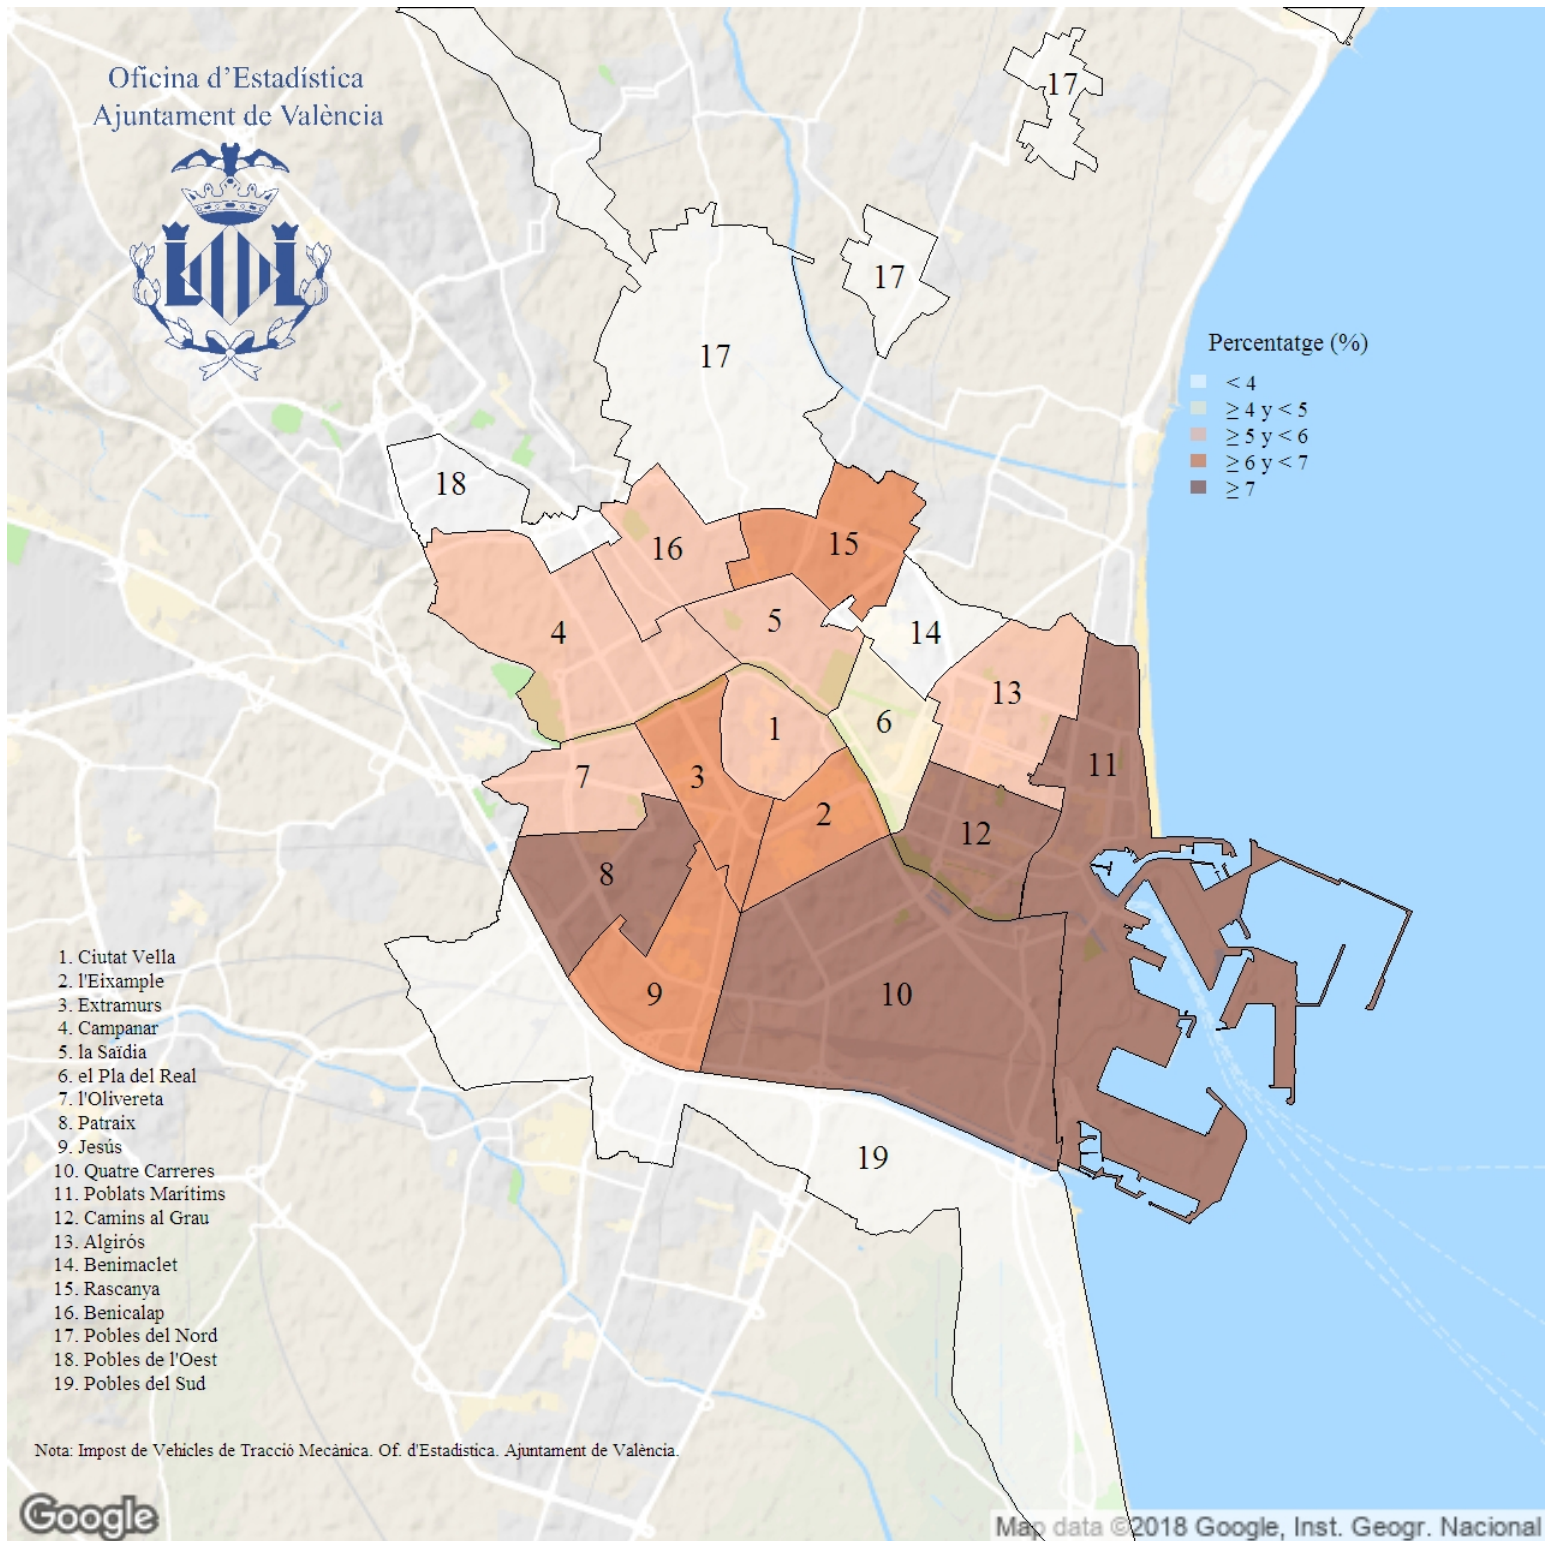 Oficina d'Estadística
Ajuntament de València
17
17
17
Percentatge (%)
< 4
≥ 4 y < 5
≥ 5 y < 6
≥ 6 y < 7
≥ 7
18
16
15
5
4
14
13
6
1
11
7
3
2
12
8
9
10
19
1. Ciutat Vella
2. l'Eixample
3. Extramurs
4. Campanar
5. la Saïdia
6. el Pla del Real
7. l'Olivereta
8. Patraix
9. Jesús
10. Quatre Carreres
11. Poblats Marítims
12. Camins al Grau
13. Algirós
14. Benimaclet
15. Rascanya
16. Benicalap
17. Pobles del Nord
18. Pobles de l'Oest
19. Pobles del Sud
Nota: Impost de Vehicles de Tracció Mecànica. Of. d'Estadística. Ajuntament de València.
Google
Map data ©2018 Google, Inst. Geogr. Nacional